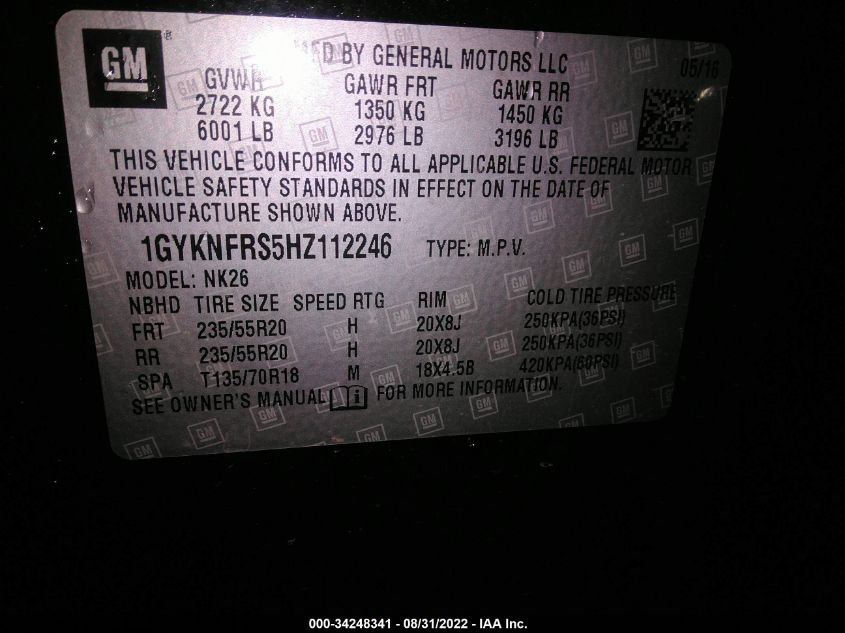 GM
MFD BY GENERAL MOTORS LLC 05/16
GVWR GAWR FRT GAWR RR
2722 KG 1350 KG 1450 KG
6001 LB 2976 LB 3196 LB
THIS VEHICLE CONFORMS TO ALL APPLICABLE U.S. FEDERAL MOTOR
VEHICLE SAFETY STANDARDS IN EFFECT ON THE DATE OF
MANUFACTURE SHOWN ABOVE.
1GYKNFRS5HZ112246 TYPE: M.P.V.
MODEL: NK26
NBHD TIRE SIZE SPEED RTG RIM COLD TIRE PRESSURE
FRT 235/55R20 H 20X8J 250KPA(36PSI)
RR 235/55R20 H 20X8J 250KPA(36PSI)
SPA T135/70R18 M 18X4.5B 420KPA(60PSI)
SEE OWNER'S MANUAL FOR MORE INFORMATION.
000-34248341 - 08/31/2022 - IAA Inc.